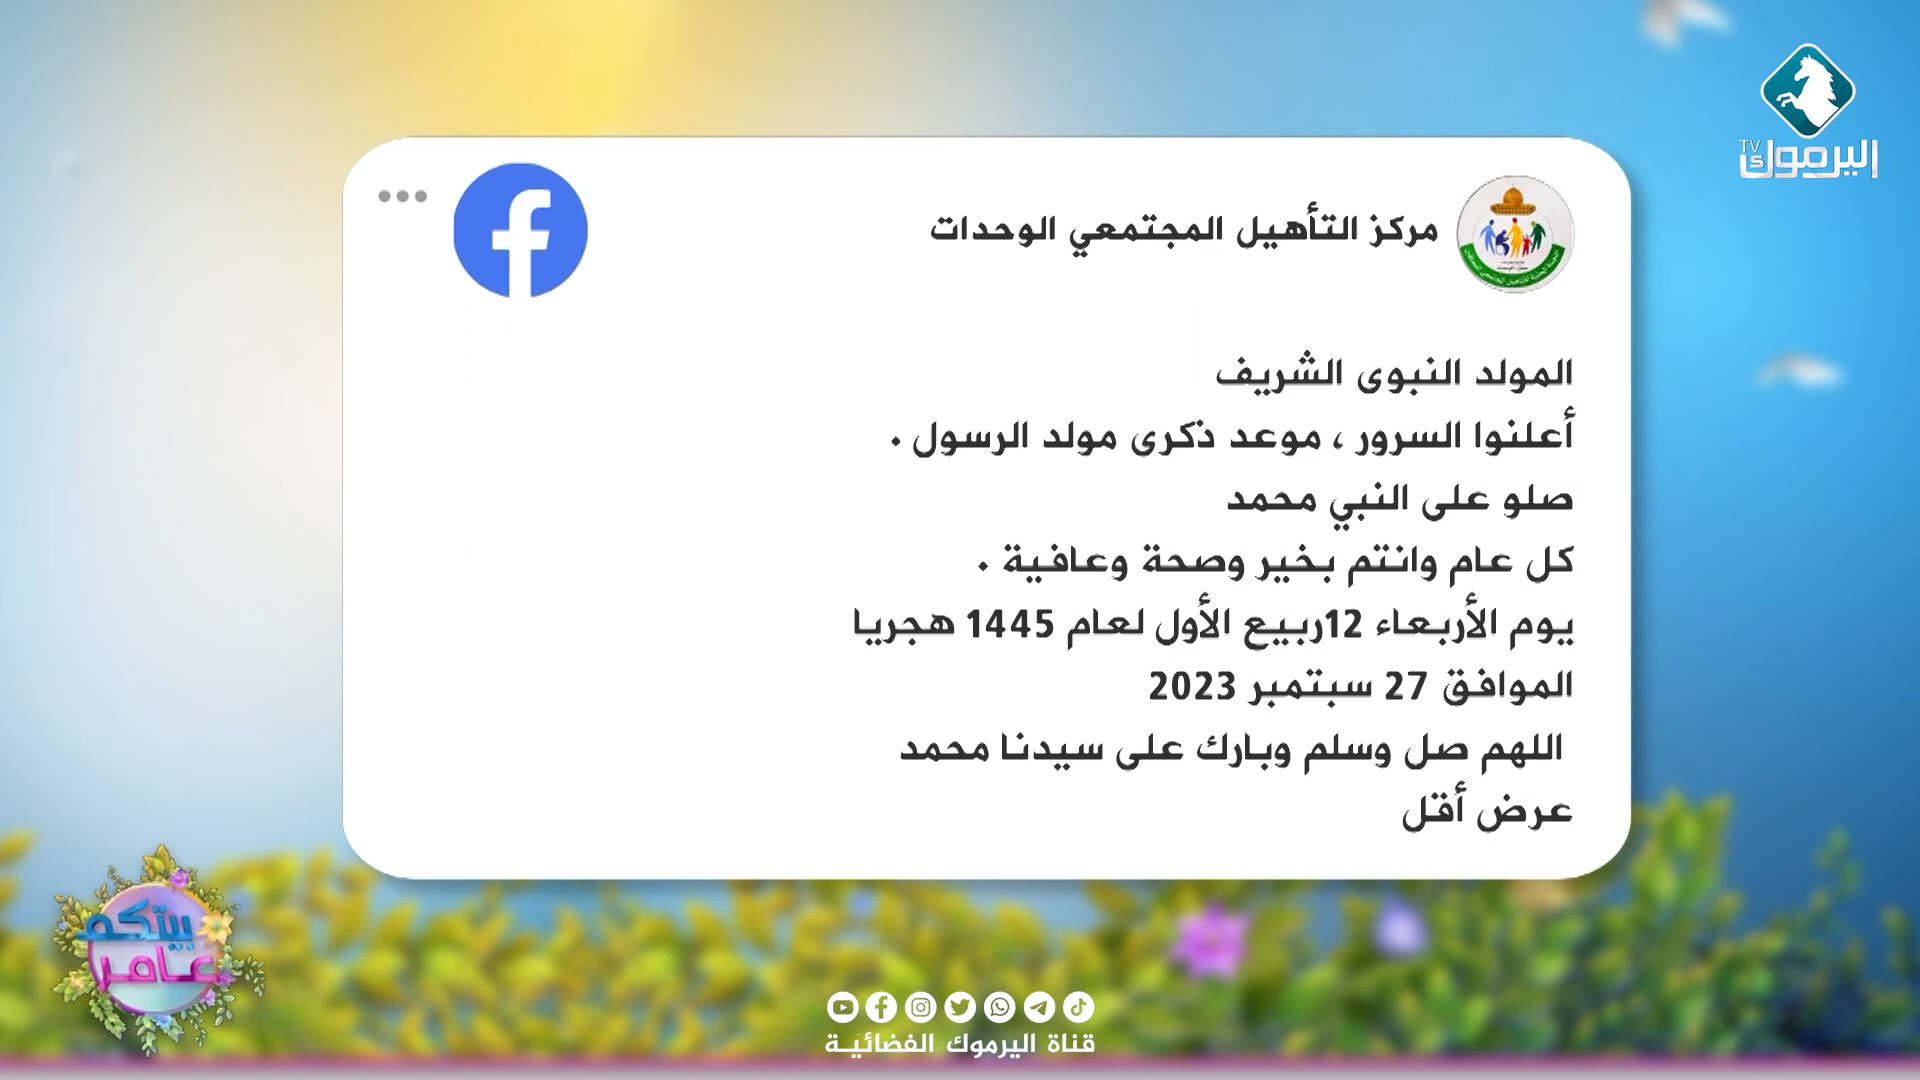 اليرموك
TV
مركز التأهيل المجتمعي الوحدات
المولد النبوى الشريف
أعلنوا السرور ، موعد ذكرى مولد الرسول .
صلو على النبي محمد
كل عام وانتم بخير وصحة وعافية .
يوم الأربعاء 12ربيع الأول لعام 1445 هجريا
الموافق 27 سبتمبر 2023
اللهم صل وسلم وبارك على سيدنا محمد
عرض أقل
بيتكم
عامر
قناة اليرموك الفضائيـة